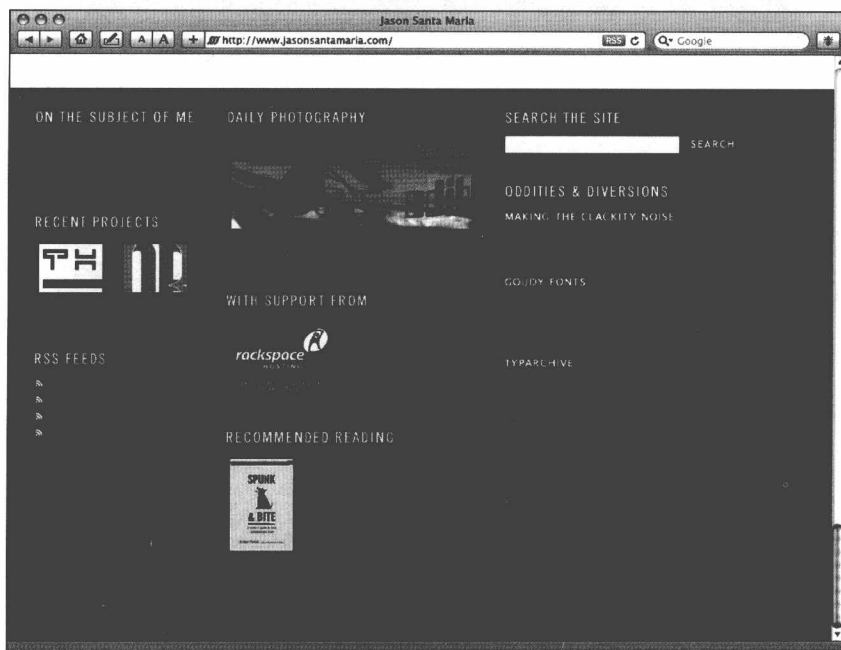 Jason Santa Maria
A A + http://www.jasonsantamaria.com/ RSS Google
ON THE SUBJECT OF ME
RECENT PROJECTS
TH
RSS FEEDS
DAILY PHOTOGRAPHY
WITH SUPPORT FROM
rackspace
HOSTING
RECOMMENDED READING
SPUNK
& BITE
SEARCH THE SITE
SEARCH
ODDITIES & DIVERSIONS
MAKING THE CLACKITY NOISE
GOUDY FONTS
TYPARCHIVE